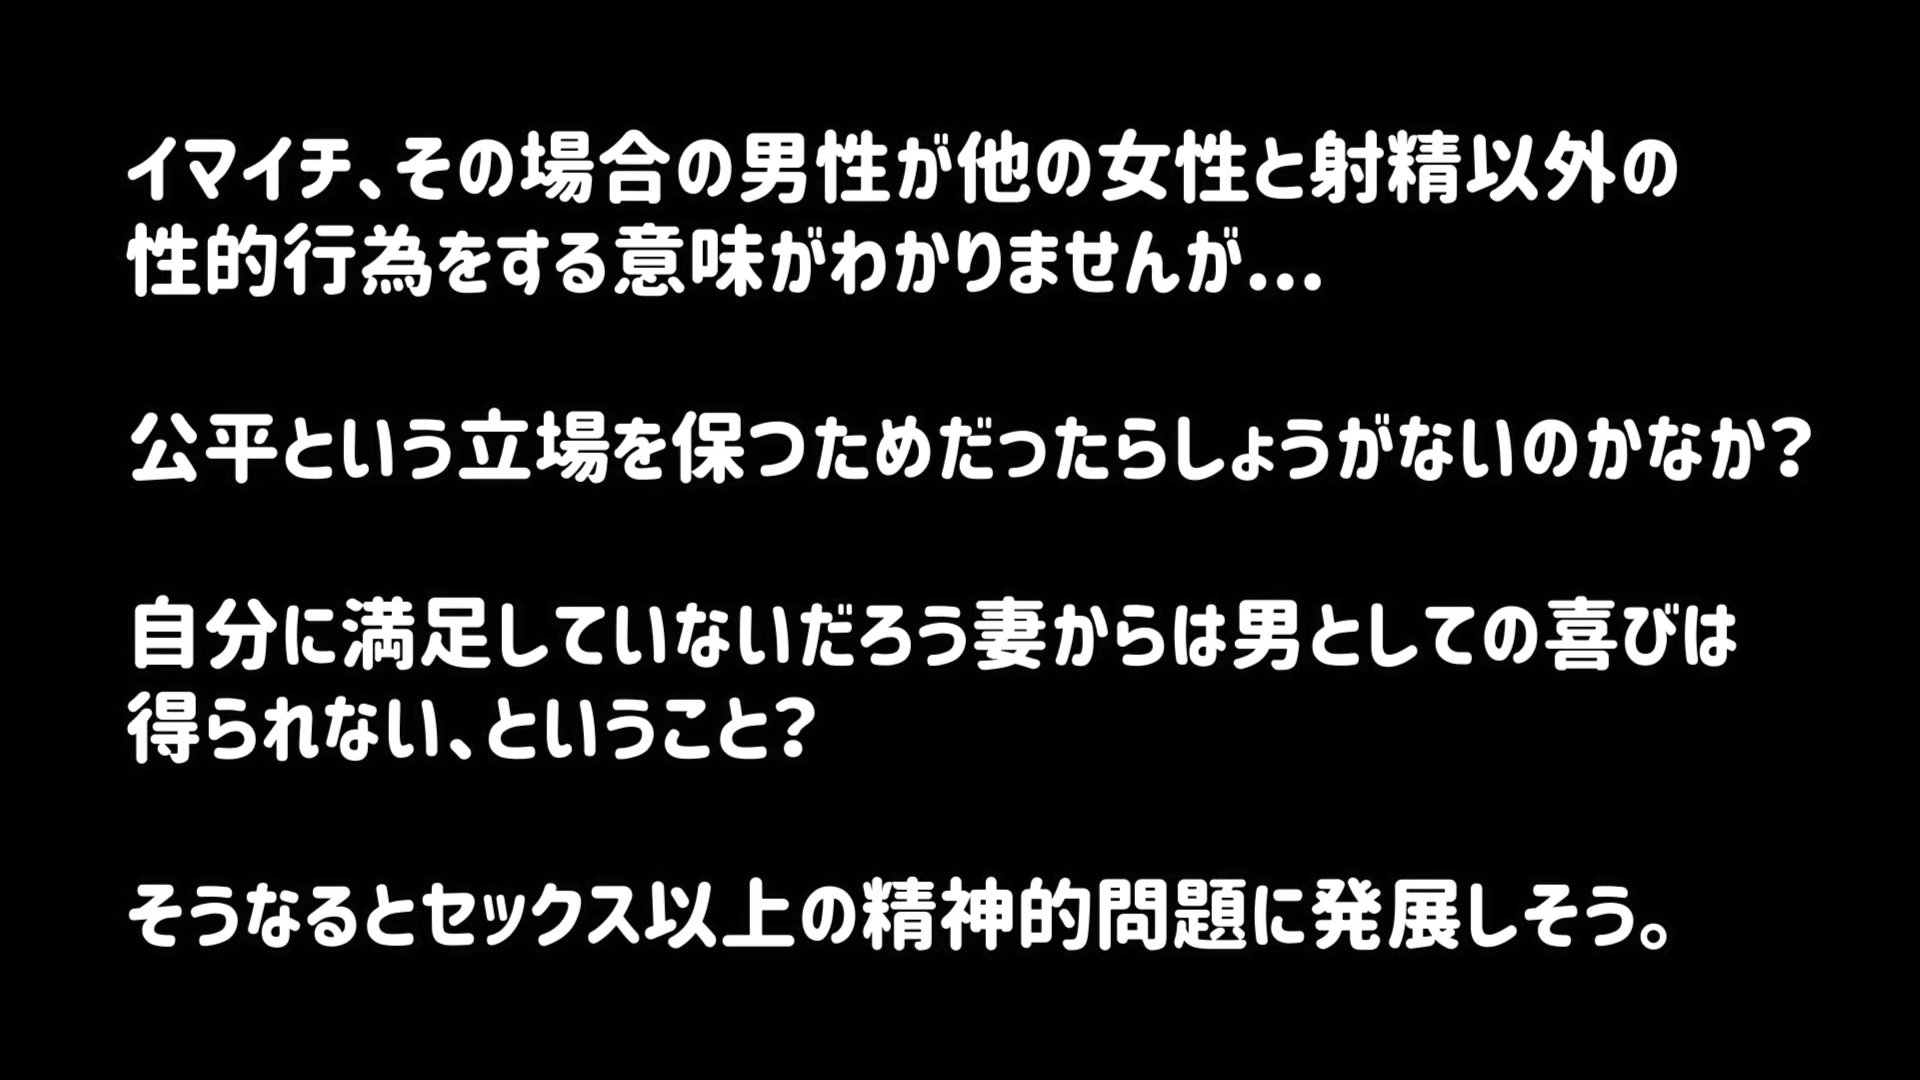 イマイチ、その場合の男性が他の女性と射精以外の
性的行為をする意味がわかりませんが...
公平という立場を保つためだったらしょうがないのかなか?
自分に満足していないだろう妻からは男としての喜びは
得られない、ということ?
そうなるとセックス以上の精神的問題に発展しそう。